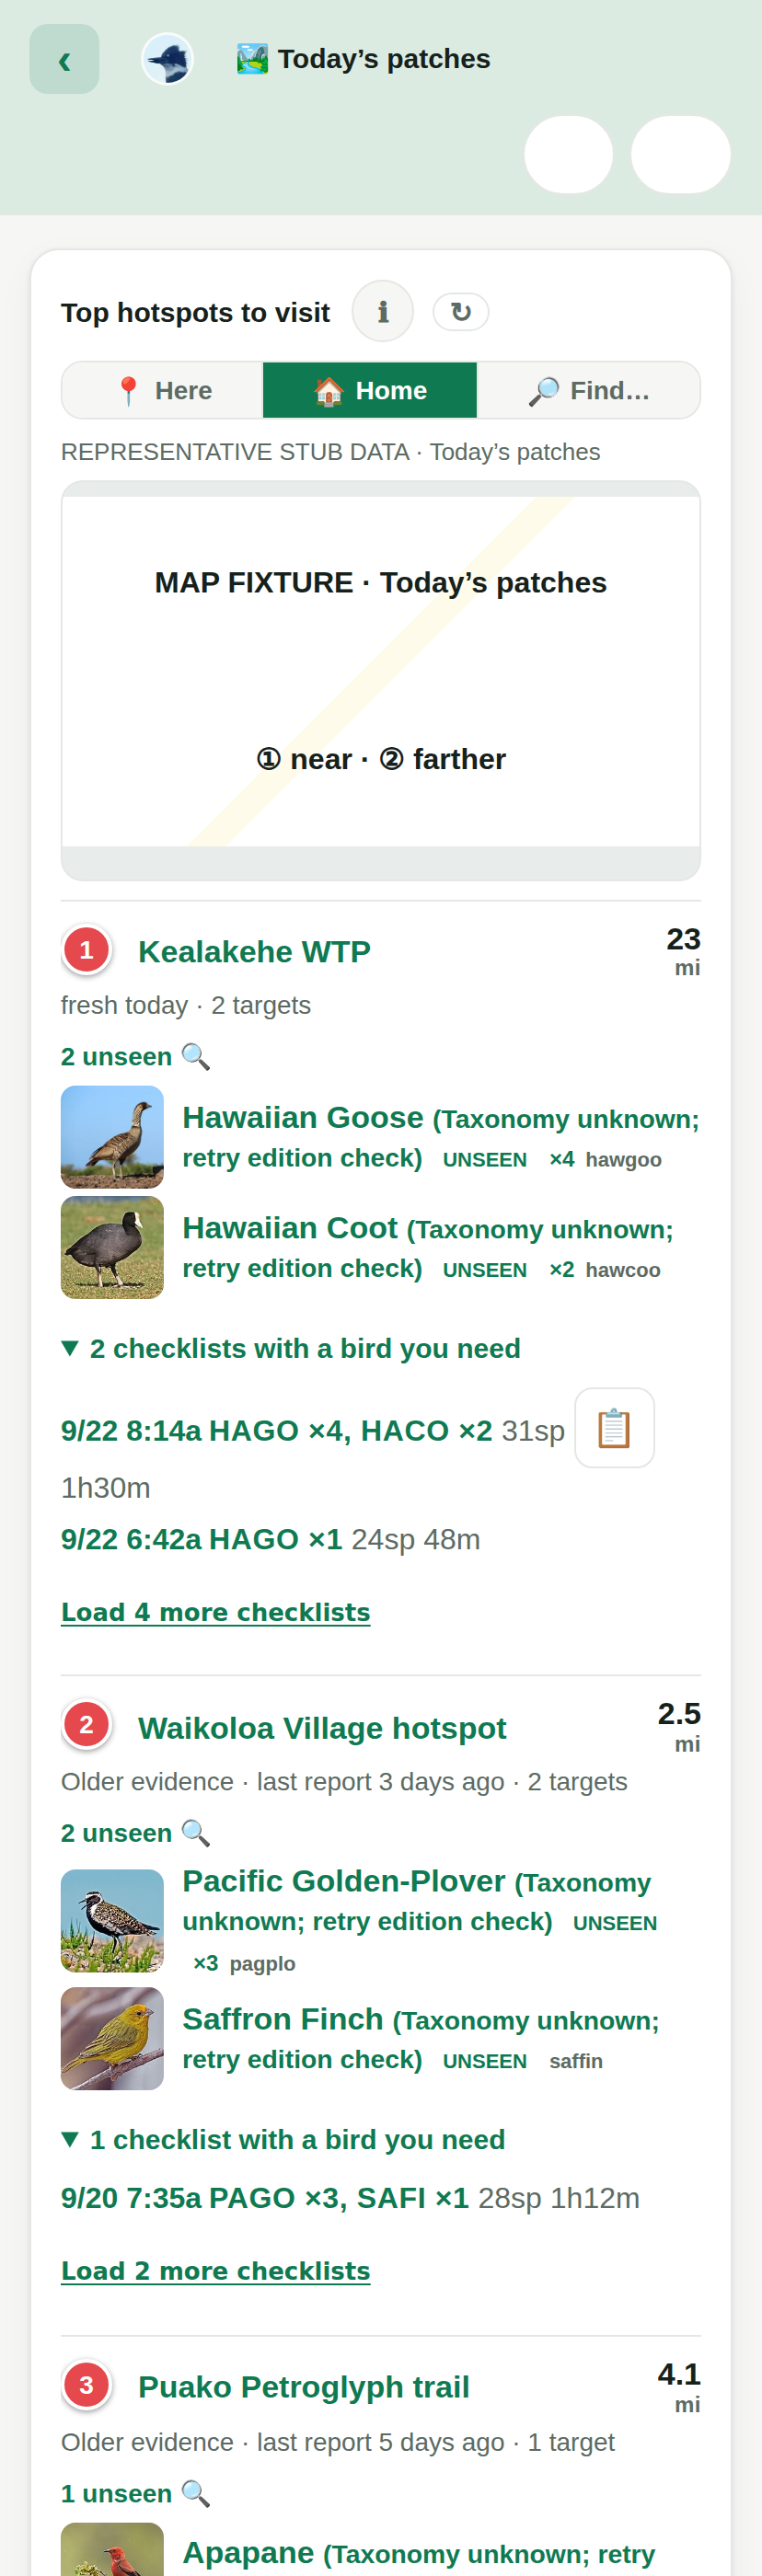 ‹ 🏞️ Today’s patches
Top hotspots to visit ℹ ↻
📍 Here 🏠 Home 🔎 Find…
REPRESENTATIVE STUB DATA · Today’s patches
MAP FIXTURE · Today’s patches
① near · ② farther
1 Kealakehe WTP 23
mi
fresh today · 2 targets
2 unseen 🔍
Hawaiian Goose (Taxonomy unknown;
retry edition check) UNSEEN ×4 hawgoo
Hawaiian Coot (Taxonomy unknown;
retry edition check) UNSEEN ×2 hawcoo
▼ 2 checklists with a bird you need
9/22 8:14a HAGO ×4, HACO ×2 31sp 📋
1h30m
9/22 6:42a HAGO ×1 24sp 48m
Load 4 more checklists
2 Waikoloa Village hotspot 2.5
mi
Older evidence · last report 3 days ago · 2 targets
2 unseen 🔍
Pacific Golden-Plover (Taxonomy
unknown; retry edition check) UNSEEN
×3 pagplo
Saffron Finch (Taxonomy unknown;
retry edition check) UNSEEN saffin
▼ 1 checklist with a bird you need
9/20 7:35a PAGO ×3, SAFI ×1 28sp 1h12m
Load 2 more checklists
3 Puako Petroglyph trail 4.1
mi
Older evidence · last report 5 days ago · 1 target
1 unseen 🔍
Apapane (Taxonomy unknown; retry